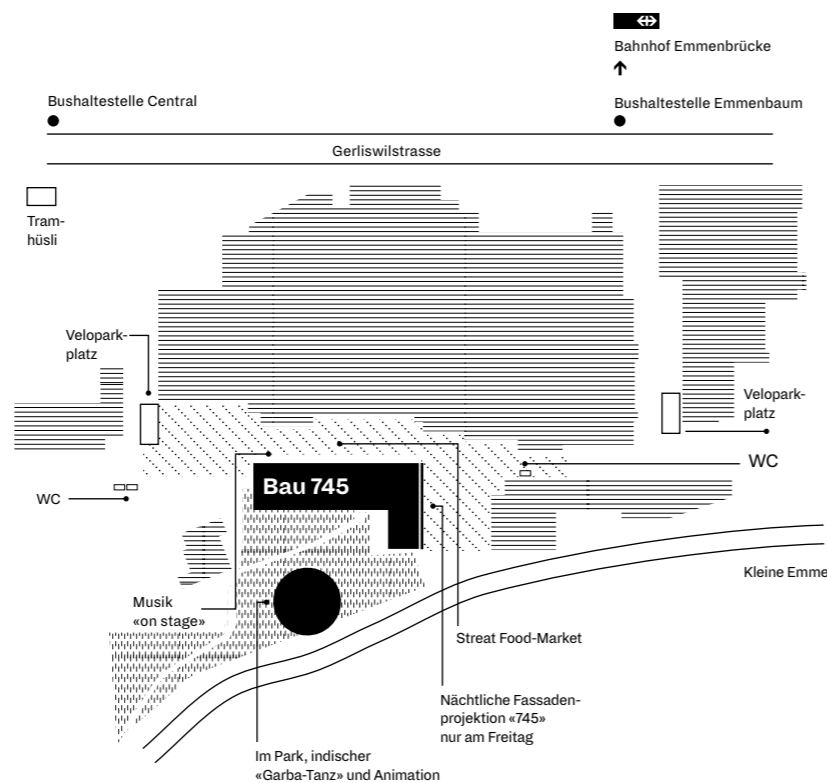 Bahnhof Emmenbrücke
Bushaltestelle Central
Bushaltestelle Emmenbaum
Gerliswilstrasse
Tram-
hüsli
Velopark-
platz
Velopark-
platz
WC
Bau 745
WC
Kleine Emme
Musik
«on stage»
Streat Food-Market
Nächtliche Fassaden-
projektion «745»
nur am Freitag
Im Park, indischer
«Garba-Tanz» und Animation